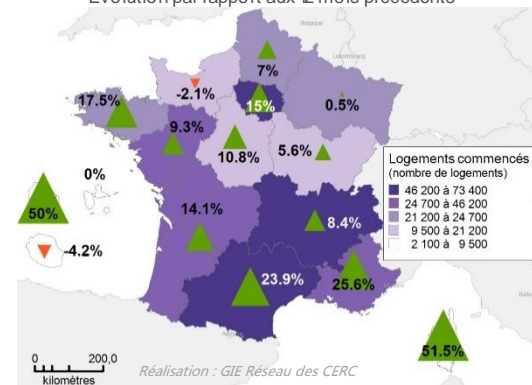 Evolution par rapport aux 12 mois précédents
Belgique
Luxembourg
7%
-2.1%
15%
0.5%
17.5%
9.3%
10.8%
5.6%
0%
50%
-4.2%
14.1%
8.4%
23.9%
25.6%
51.5%
Logements commencés
(nombre de logements)
46 200 à 73 400
24 700 à 46 200
21 200 à 24 700
9 500 à 21 200
2 100 à 9 500
0 200,0
kilomètres
Réalisation : GIE Réseau des CERC